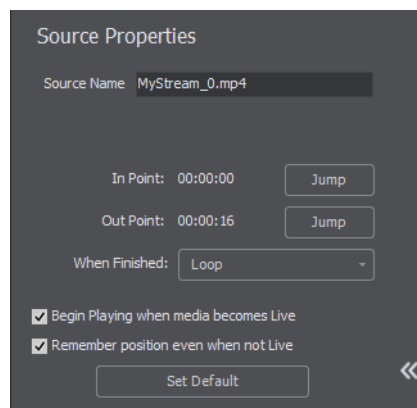 Source Properties
Source Name MyStream_0.mp4
In Point: 00:00:00 Jump
Out Point: 00:00:16 Jump
When Finished: Loop
Begin Playing when media becomes Live
Remember position even when not Live
Set Default